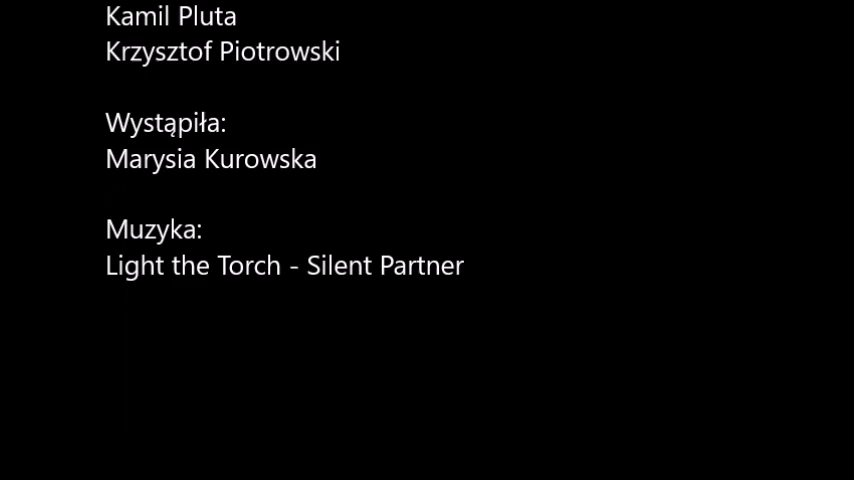 Kamil Pluta
Krzysztof Piotrowski
Wystąpiła:
Marysia Kurowska
Muzyka:
Light the Torch - Silent Partner